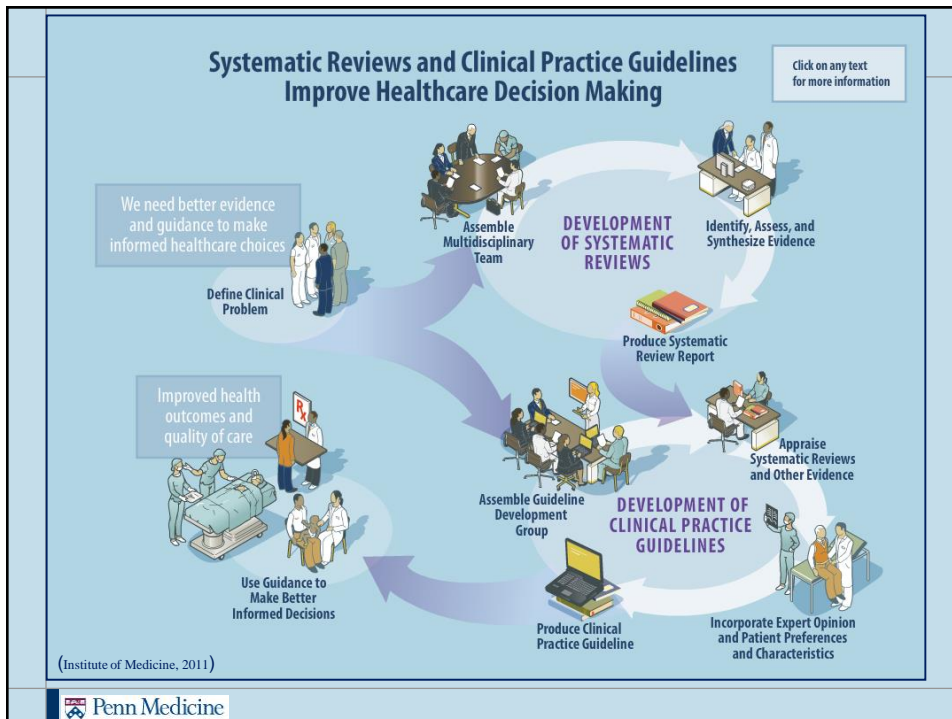 Systematic Reviews and Clinical Practice Guidelines
Improve Healthcare Decision Making
Click on any text
for more information
We need better evidence
and guidance to make
informed healthcare choices
Define Clinical
Problem
Assemble
Multidisciplinary
Team
DEVELOPMENT
OF SYSTEMATIC
REVIEWS
Identify, Assess, and
Synthesize Evidence
Produce Systematic
Review Report
Improved health
outcomes and
quality of care
Rx
Assemble Guideline
Development
Group
DEVELOPMENT OF
CLINICAL PRACTICE
GUIDELINES
Appraise
Systematic Reviews
and Other Evidence
Use Guidance to
Make Better
Informed Decisions
Produce Clinical
Practice Guideline
Incorporate Expert Opinion
and Patient Preferences
and Characteristics
(Institute of Medicine, 2011)
Penn Medicine